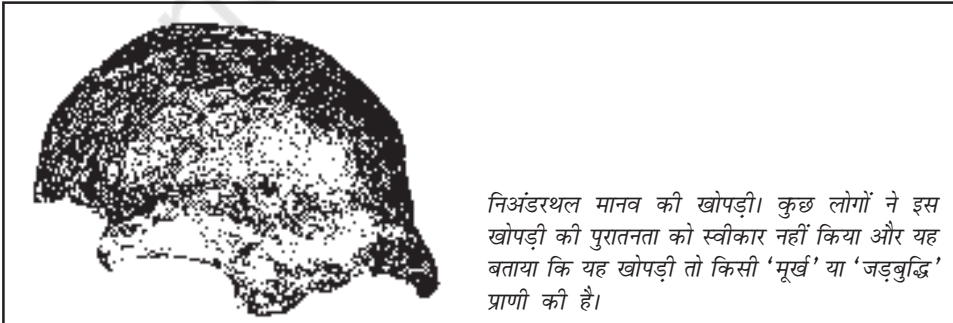 निअंडरथल मानव की खोपड़ी। कुछ लोगों ने इस
खोपड़ी की पुरातनता को स्वीकार नहीं किया और यह
बताया कि यह खोपड़ी तो किसी ‘मूर्ख’ या ‘जड़बुद्धि’
प्राणी की है।